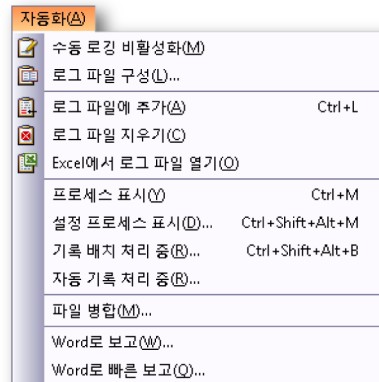 자동화(A)
수동 로깅 비활성화(M)
로그 파일 구성(L)...
로그 파일에 추가(A) Ctrl+L
로그 파일 지우기(C)
Excel에서 로그 파일 열기(O)
프로세스 표시(Y) Ctrl+M
설정 프로세스 표시(D)... Ctrl+Shift+Alt+M
기록 배치 처리 중(R)... Ctrl+Shift+Alt+B
자동 기록 처리 중(R)...
파일 병합(M)...
Word로 보고(W)...
Word로 빠른 보고(Q)...